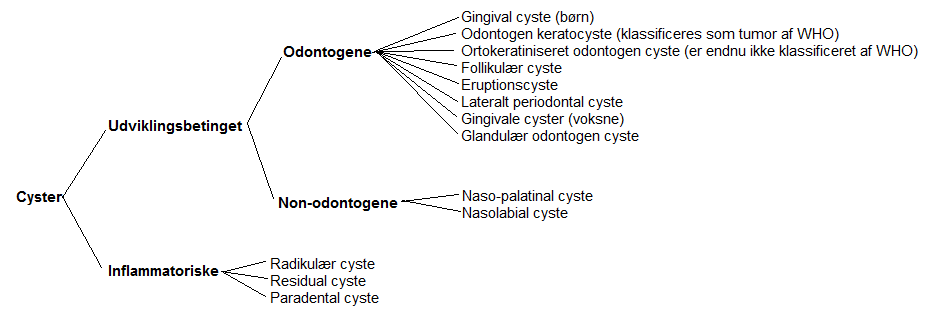 Gingival cyste (børn)
Odontogen keratocyste (klassificeres som tumor af WHO)
Odontogene
Ortokeratiniseret odontogen cyste (er endnu ikke klassificeret af WHO)
Follikulær cyste
Eruptionscyste
Lateralt periodontal cyste
Gingivale cyster (voksne)
Udviklingsbetinget
Glandulær odontogen cyste
Cyster
Non-odontogene
Naso-palatinal cyste
Nasolabial cyste
Inflammatoriske
Radikulær cyste
Residual cyste
Paradental cyste